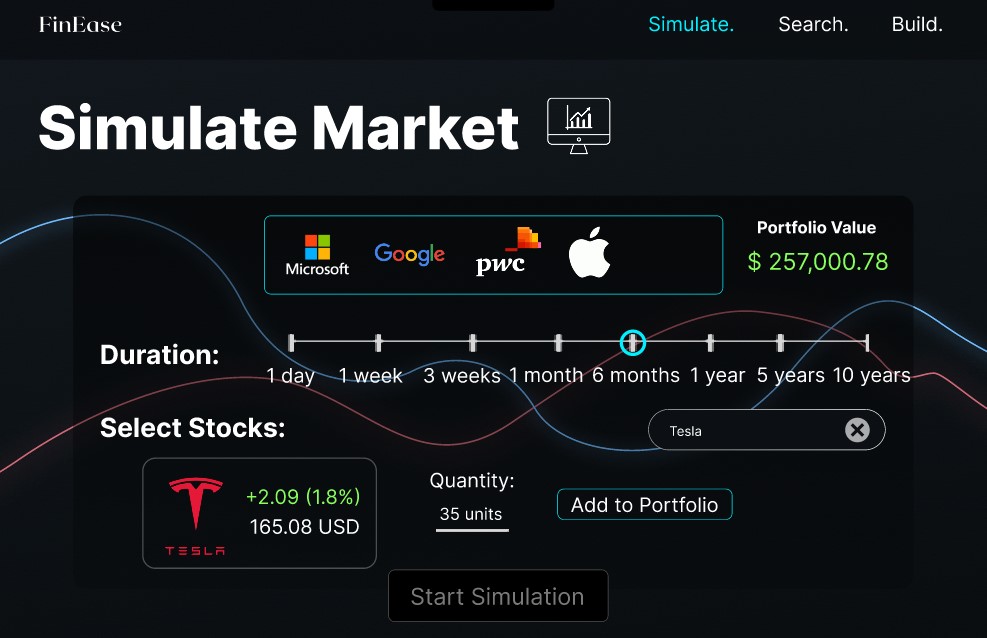 FinEase
Simulate. Search. Build.
Simulate Market
Microsoft Google pwc
Portfolio Value
$ 257,000.78
Duration:
1 day 1 week 3 weeks 1 month 6 months 1 year 5 years 10 years
Select Stocks:
Tesla
TESLA
+2.09 (1.8%)
165.08 USD
Quantity:
35 units
Add to Portfolio
Start Simulation